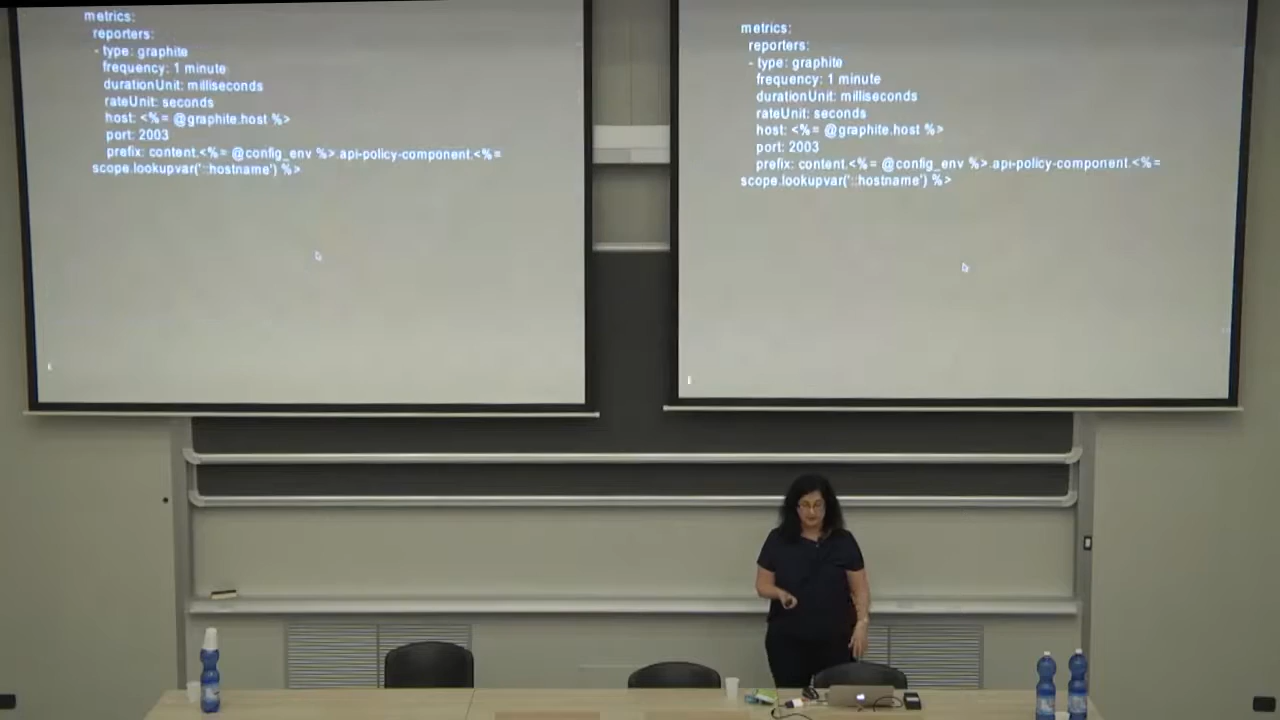 metrics:
reporters:
- type: graphite
frequency: 1 minute
durationUnit: milliseconds
rateUnit: seconds
host: <%= @graphite.host %>
port: 2003
prefix: content.<%= @config_env %>.api-policy-component.<%=
scope.lookupvar('::hostname') %>
metrics:
reporters:
- type: graphite
frequency: 1 minute
durationUnit: milliseconds
rateUnit: seconds
host: <%= @graphite.host %>
port: 2003
prefix: content.<%= @config_env %>.api-policy-component.<%=
scope.lookupvar('::hostname') %>